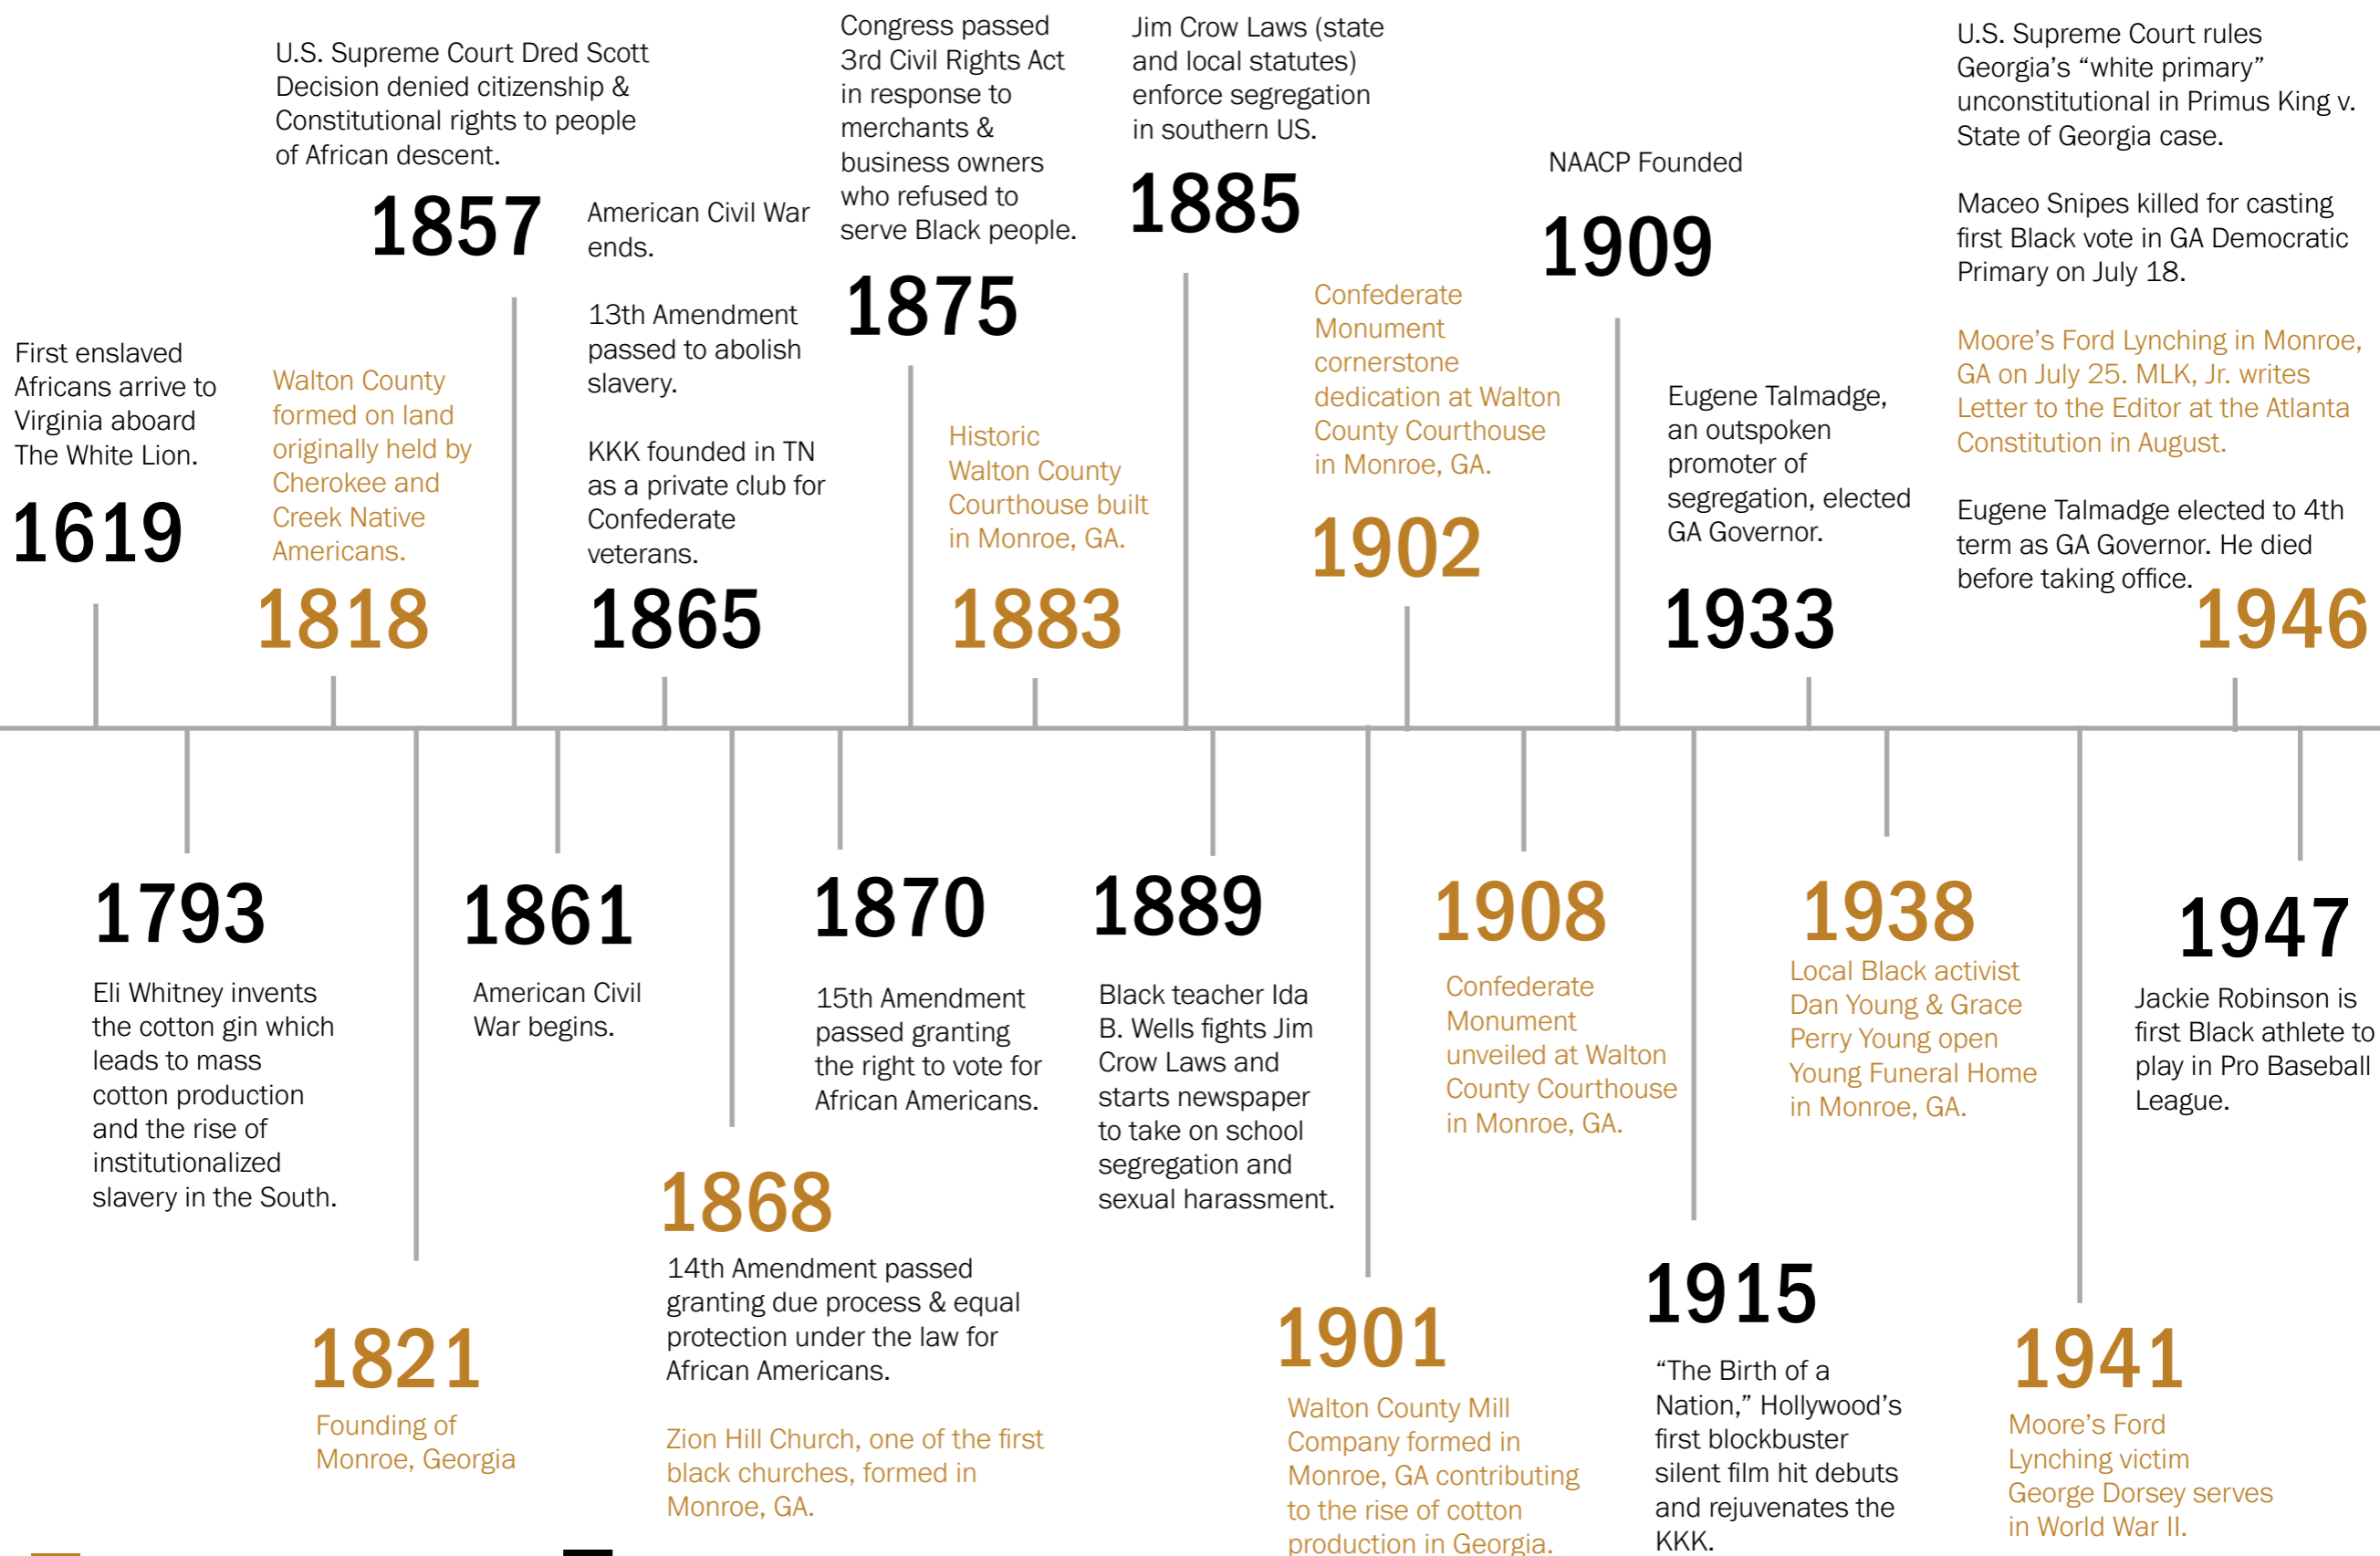 First enslaved
Africans arrive to
Virginia aboard
The White Lion.
1619
Walton County
formed on land
originally held by
Cherokee and
Creek Native
Americans.
1818
U.S. Supreme Court Dred Scott
Decision denied citizenship &
Constitutional rights to people
of African descent.
1857
American Civil War
ends.
13th Amendment
passed to abolish
slavery.
KKK founded in TN
as a private club for
Confederate
veterans.
1865
Congress passed
3rd Civil Rights Act
in response to
merchants &
business owners
who refused to
serve Black people.
1875
Historic
Walton County
Courthouse built
in Monroe, GA.
1883
Jim Crow Laws (state
and local statutes)
enforce segregation
in southern US.
1885
Confederate
Monument
cornerstone
dedication at Walton
County Courthouse
in Monroe, GA.
1902
NAACP Founded
1909
Eugene Talmadge,
an outspoken
promoter of
segregation, elected
GA Governor.
1933
U.S. Supreme Court rules
Georgia’s “white primary”
unconstitutional in Primus King v.
State of Georgia case.
Maceo Snipes killed for casting
first Black vote in GA Democratic
Primary on July 18.
Moore’s Ford Lynching in Monroe,
GA on July 25. MLK, Jr. writes
Letter to the Editor at the Atlanta
Constitution in August.
Eugene Talmadge elected to 4th
term as GA Governor. He died
before taking office.
1946
1793
Eli Whitney invents
the cotton gin which
leads to mass
cotton production
and the rise of
institutionalized
slavery in the South.
1821
Founding of
Monroe, Georgia
1861
American Civil
War begins.
1868
14th Amendment passed
granting due process & equal
protection under the law for
African Americans.
Zion Hill Church, one of the first
black churches, formed in
Monroe, GA.
1870
15th Amendment
passed granting
the right to vote for
African Americans.
1889
Black teacher Ida
B. Wells fights Jim
Crow Laws and
starts newspaper
to take on school
segregation and
sexual harassment.
1901
Walton County Mill
Company formed in
Monroe, GA contributing
to the rise of cotton
production in Georgia.
1908
Confederate
Monument
unveiled at Walton
County Courthouse
in Monroe, GA.
1915
“The Birth of a
Nation,” Hollywood’s
first blockbuster
silent film hit debuts
and rejuvenates the
KKK.
1938
Local Black activist
Dan Young & Grace
Perry Young open
Young Funeral Home
in Monroe, GA.
1941
Moore’s Ford
Lynching victim
George Dorsey serves
in World War II.
1947
Jackie Robinson is
first Black athlete to
play in Pro Baseball
League.